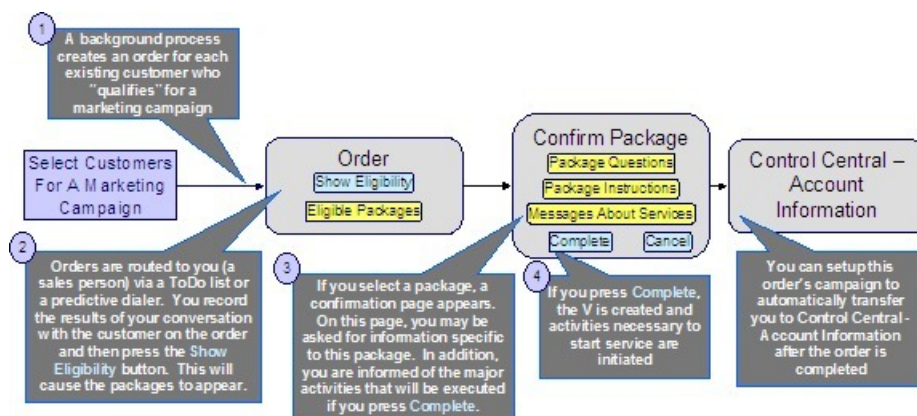 1
A background process
creates an order for each
existing customer who
"qualifies" for a
marketing campaign
Select Customers
For A Marketing
Campaign
Order
Show Eligibility
Eligible Packages
Confirm Package
Package Questions
Package Instructions
Messages About Services
Complete
Cancel
Control Central –
Account
Information
2
Orders are routed to you (a
sales person) via a ToDo list or
a predictive dialer. You record
the results of your conversation
with the customer on the order
and then press the Show
Eligibility button. This will
cause the packages to appear.
3
If you select a package, a
confirmation page appears.
On this page, you may be
asked for information specific
to this package. In addition,
you are informed of the major
activities that will be executed
if you press Complete.
4
If you press Complete,
the V is created and
activities necessary to
start service are
initiated
You can setup this
order's campaign to
automatically transfer
you to Control Central -
Account Information
after the order is
completed